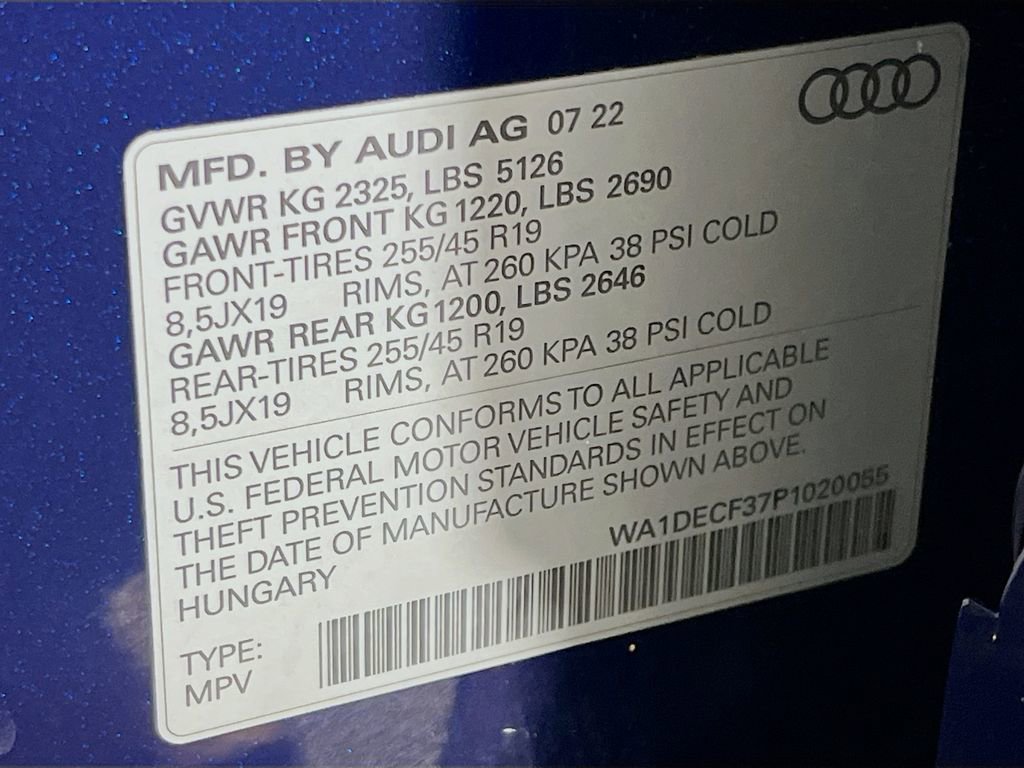 MFD. BY AUDI AG 07 22
GVWR KG 2325, LBS 5126
GAWR FRONT KG 1220, LBS 2690
FRONT-TIRES 255/45 R19
8,5JX19 RIMS, AT 260 KPA 38 PSI COLD
GAWR REAR KG 1200, LBS 2646
REAR-TIRES 255/45 R19
8,5JX19 RIMS, AT 260 KPA 38 PSI COLD
THIS VEHICLE CONFORMS TO ALL APPLICABLE
U.S. FEDERAL MOTOR VEHICLE SAFETY AND
THEFT PREVENTION STANDARDS IN EFFECT ON
THE DATE OF MANUFACTURE SHOWN ABOVE.
HUNGARY
WA1DECF37P1020055
TYPE:
MPV